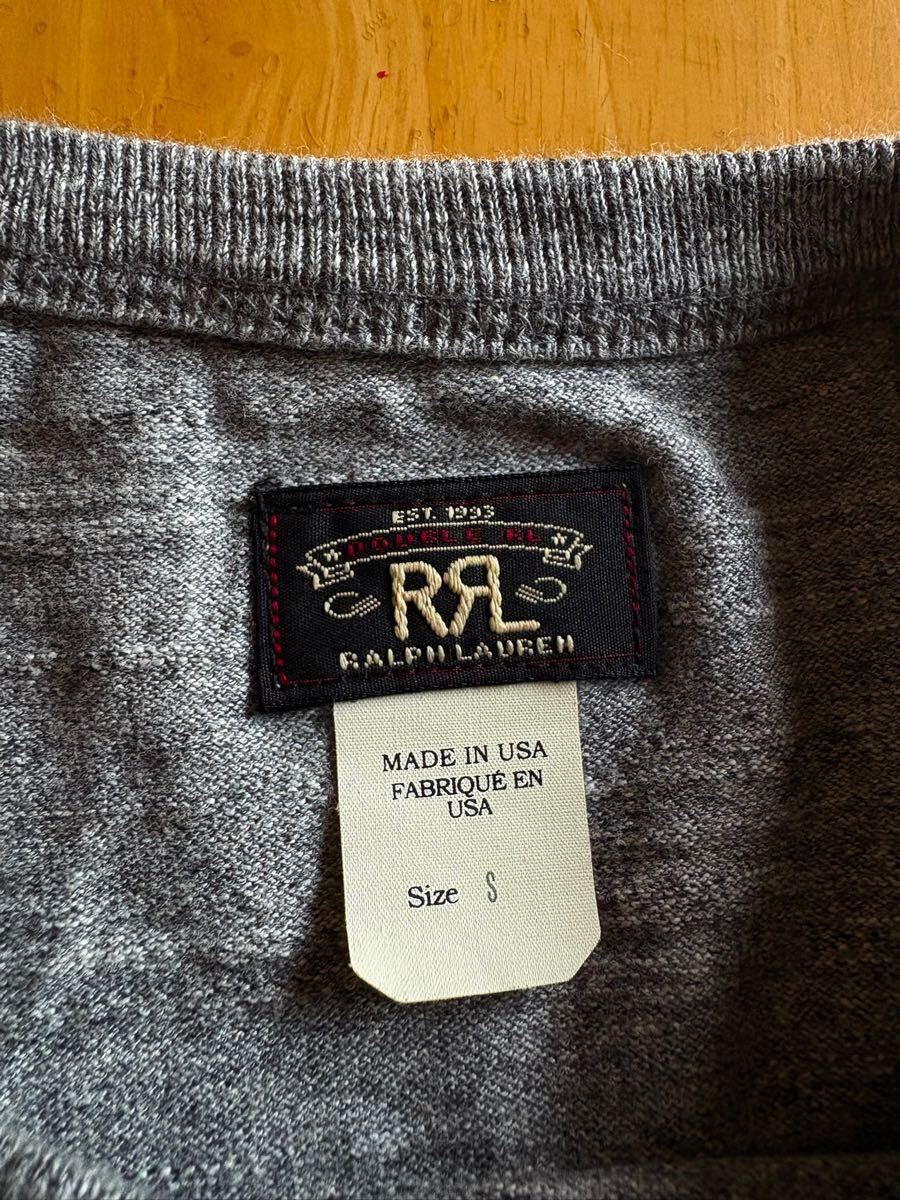 EST. 1993
DOUBLE RL
RRL
RALPH LAUREN
MADE IN USA
FABRIQUÉ EN
USA
Size S